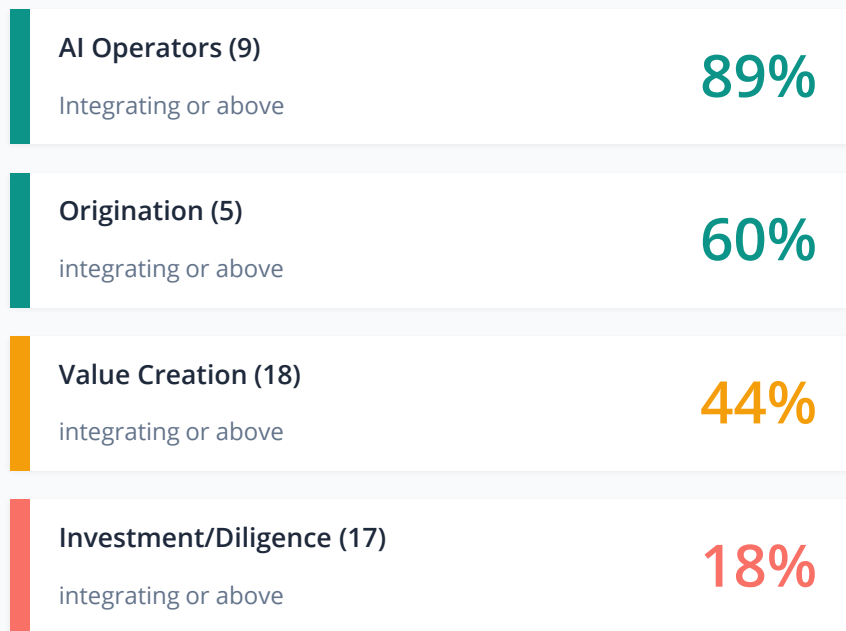 AI Operators (9)
89%
Integrating or above
Origination (5)
60%
integrating or above
Value Creation (18)
44%
integrating or above
Investment/Diligence (17)
18%
integrating or above